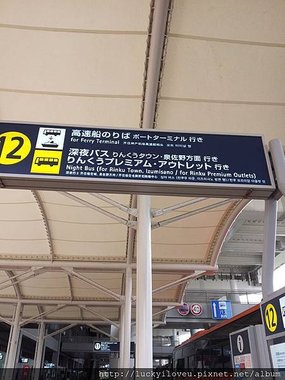 12
高速船のりば ポートターミナル 行き
for Ferry Terminal
深夜バス りんくうタウン・泉佐野方面 行き
りんくうプレミアム・アウトレット 行き
Night Bus (for Rinku Town, Izumisano / for Rinku Premium Outlets)
12
http://luckyiloveu.pixnet.net/album